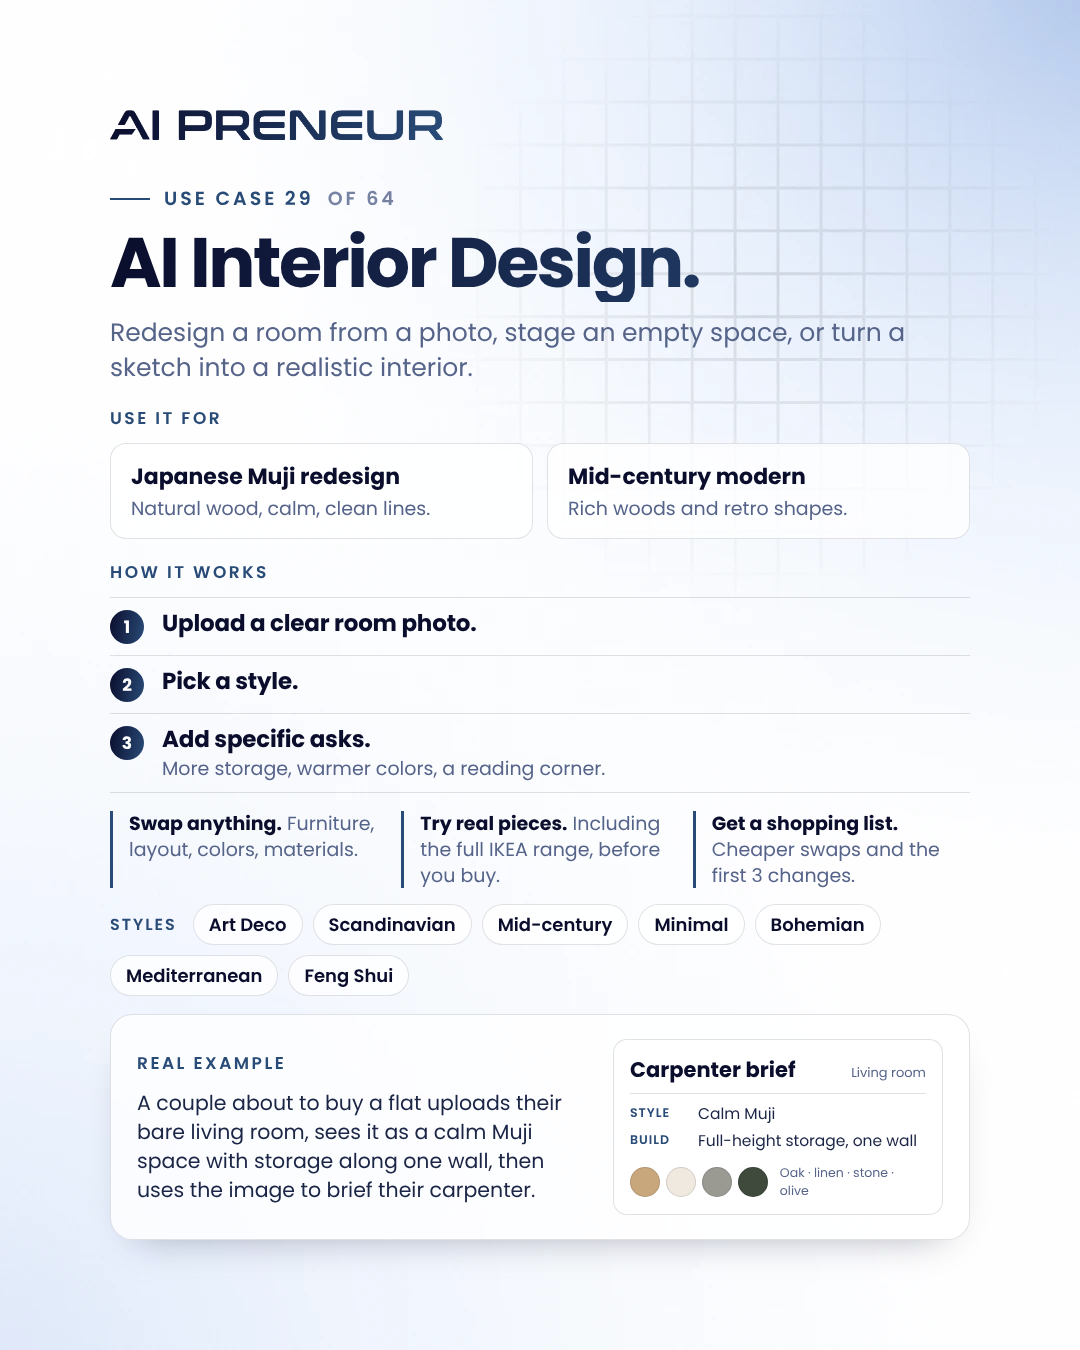 AI PRENEUR
USE CASE 29 OF 64
AI Interior Design.
Redesign a room from a photo, stage an empty space, or turn a
sketch into a realistic interior.
USE IT FOR
Japanese Muji redesign
Natural wood, calm, clean lines.
Mid-century modern
Rich woods and retro shapes.
HOW IT WORKS
1 Upload a clear room photo.
2 Pick a style.
3 Add specific asks.
More storage, warmer colors, a reading corner.
Swap anything. Furniture,
layout, colors, materials.
Try real pieces. Including
the full IKEA range, before
you buy.
Get a shopping list.
Cheaper swaps and the
first 3 changes.
STYLES Art Deco Scandinavian Mid-century Minimal Bohemian
Mediterranean Feng Shui
REAL EXAMPLE
A couple about to buy a flat uploads their
bare living room, sees it as a calm Muji
space with storage along one wall, then
uses the image to brief their carpenter.
Carpenter brief Living room
STYLE Calm Muji
BUILD Full-height storage, one wall
Oak · linen · stone ·
olive